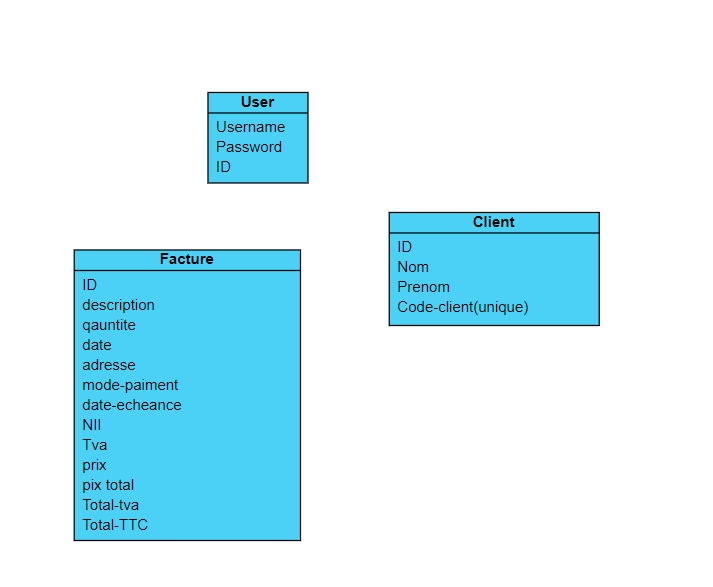 User
Username
Password
ID
Client
ID
Nom
Prenom
Code-client(unique)
Facture
ID
description
qauntite
date
adresse
mode-paiment
date-echeance
NII
Tva
prix
pix total
Total-tva
Total-TTC